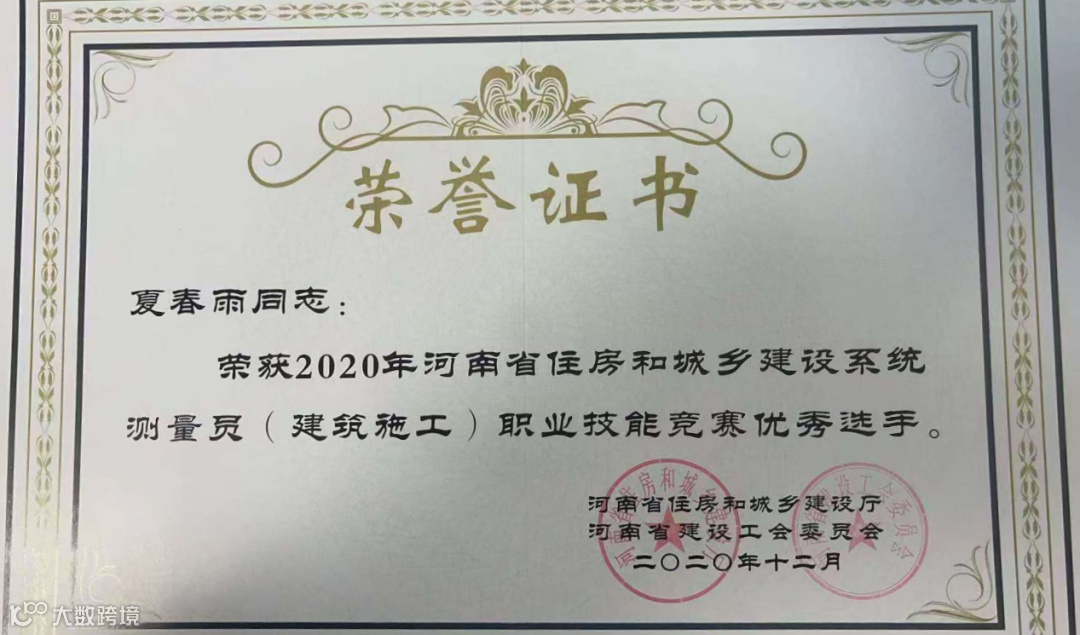 荣誉证书
夏春雨同志：
荣获2020年河南省住房和城乡建设系统
测量员（建筑施工）职业技能竞赛优秀选手。
河南省住房和城乡建设厅
河南省建设工会委员会
二〇二〇年十二月
大数跨境